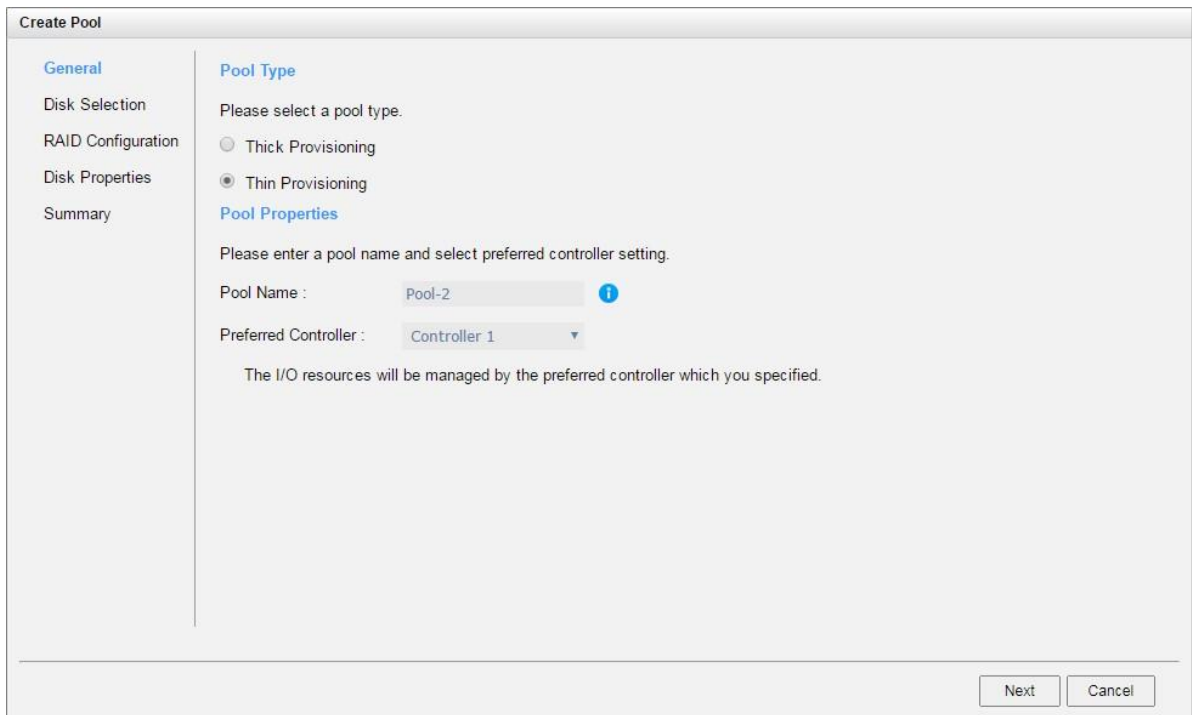 Create Pool
General
Disk Selection
RAID Configuration
Disk Properties
Summary
Pool Type
Please select a pool type.
Thick Provisioning
Thin Provisioning
Pool Properties
Please enter a pool name and select preferred controller setting.
Pool Name : Pool-2
Preferred Controller : Controller 1
The I/O resources will be managed by the preferred controller which you specified.
Next Cancel